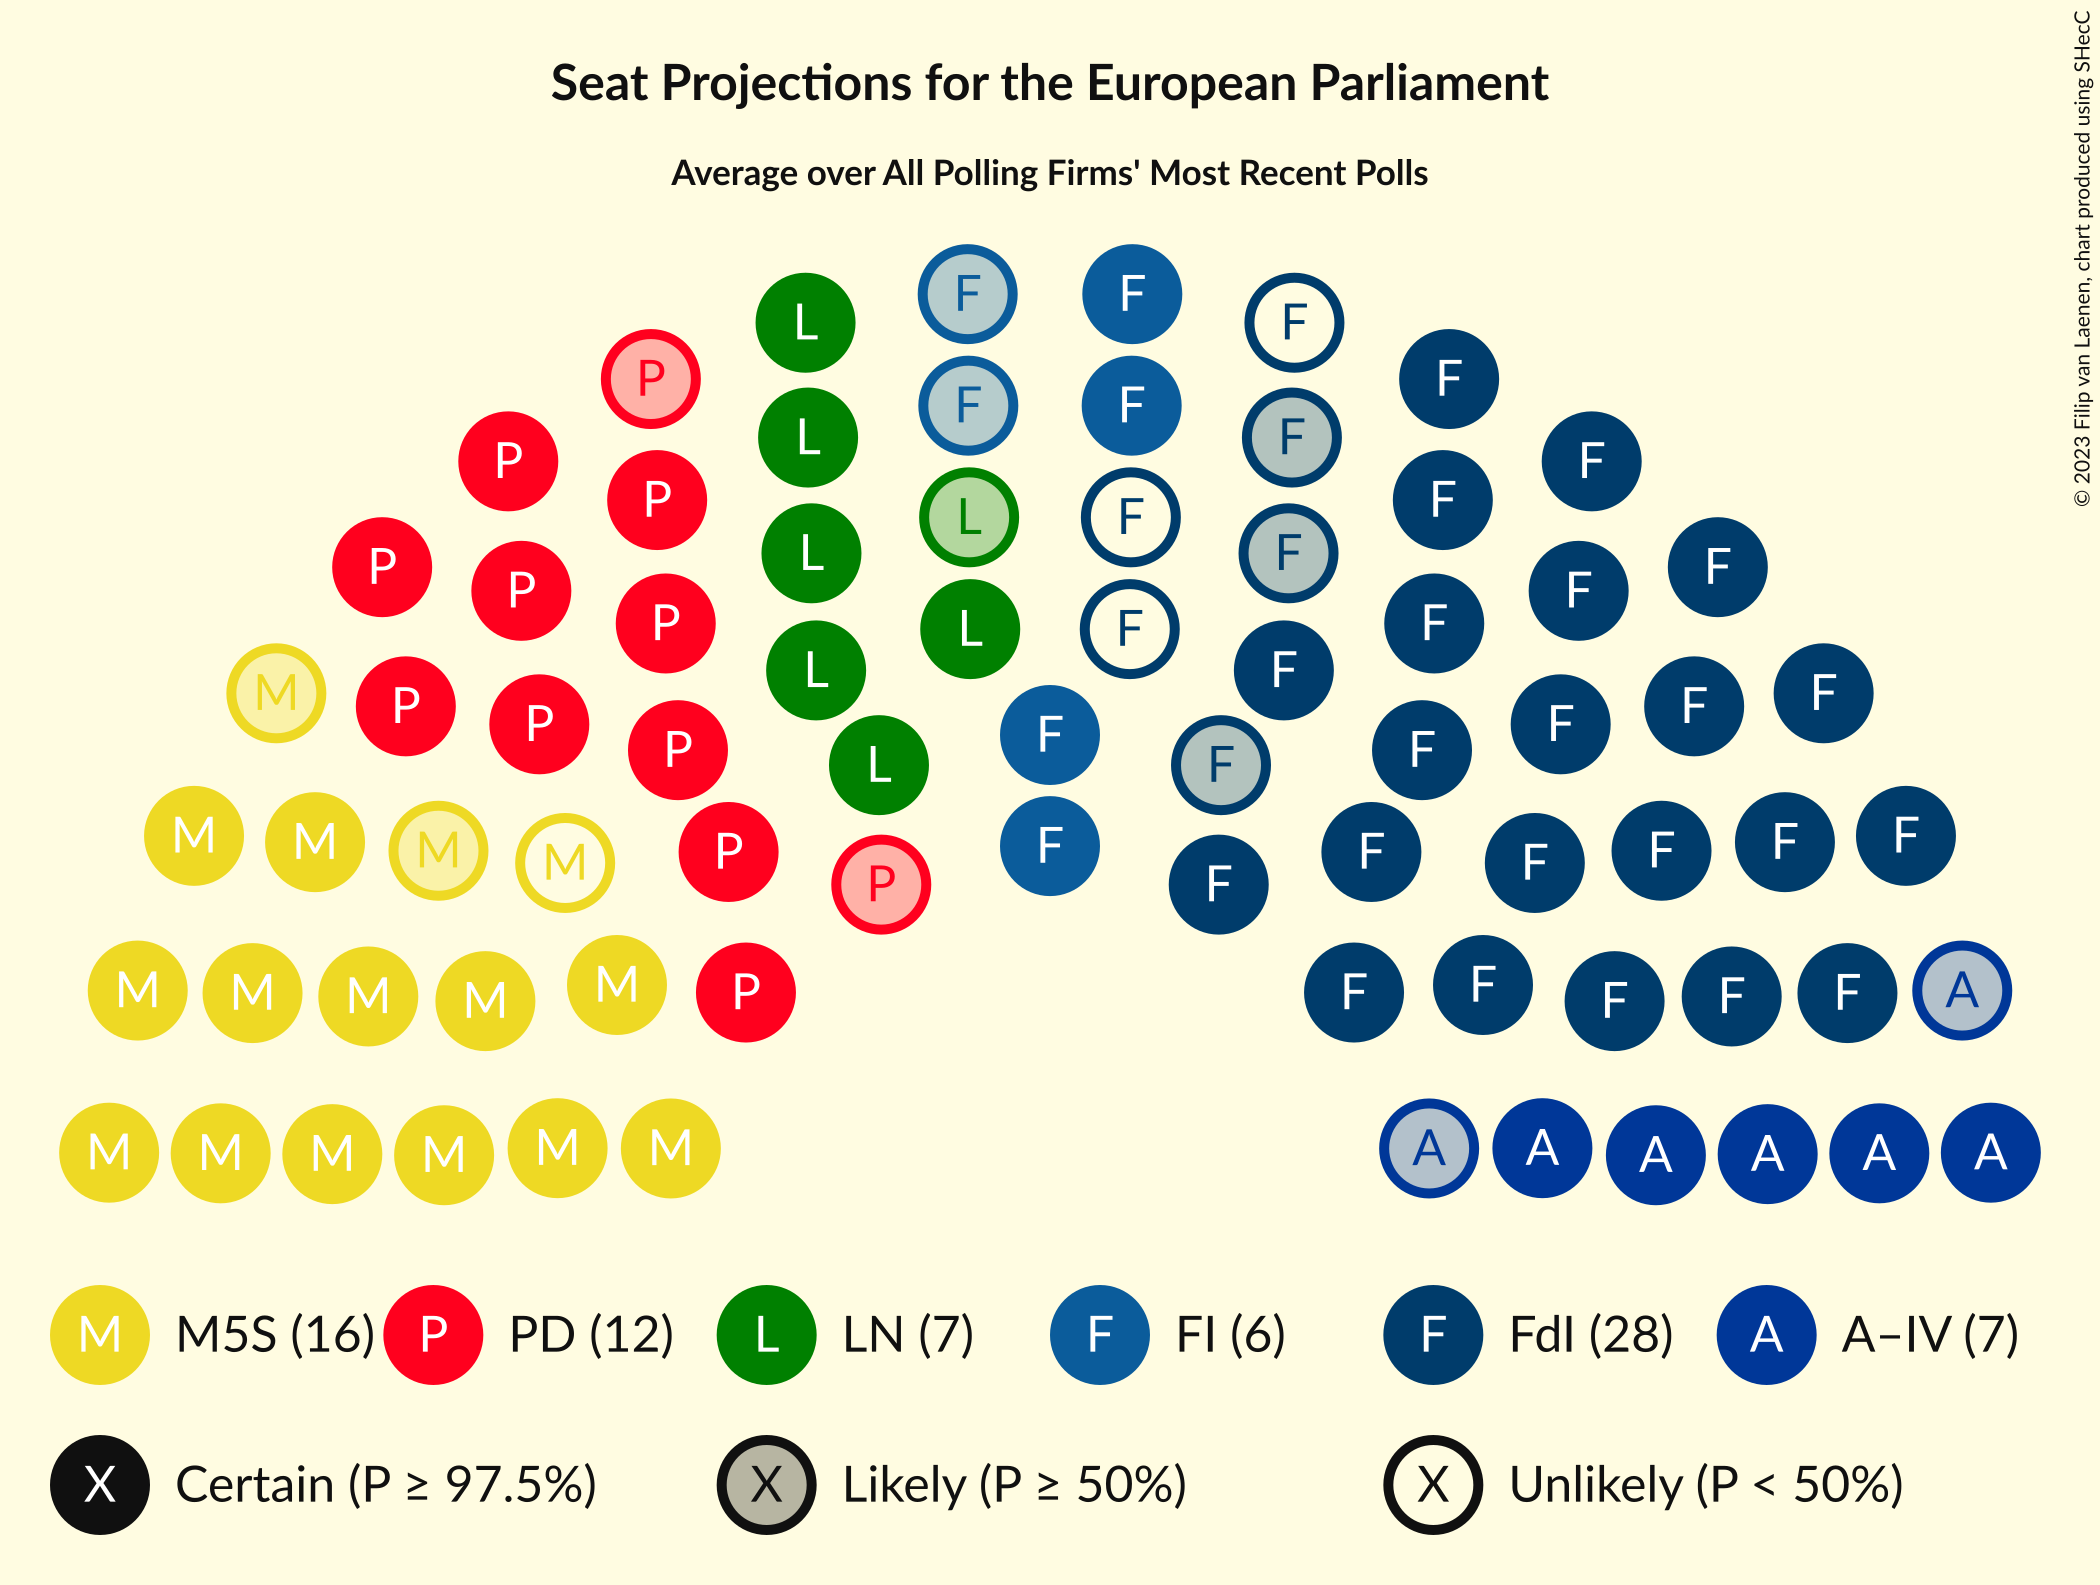 Seat Projections for the European Parliament
Average over All Polling Firms' Most Recent Polls
© 2023 Filip van Laenen, chart produced using SHecC
F F
L F
P F
F F
L F
P F
P F
P F
L F
L F
P F
P F
P F
L F
P F
L F
M F
P F
L F
P F
P F
F
L F
M F
M F
M F
F
M F
P F
P F
M A
M F
M F
M F
M F
P F
M M M M M M A A A A A A
M M5S (16) P PD (12) L LN (7) F FI (6) F FdI (28) A A–IV (7)
X Certain (P ≥ 97.5%) X Likely (P ≥ 50%) X Unlikely (P < 50%)